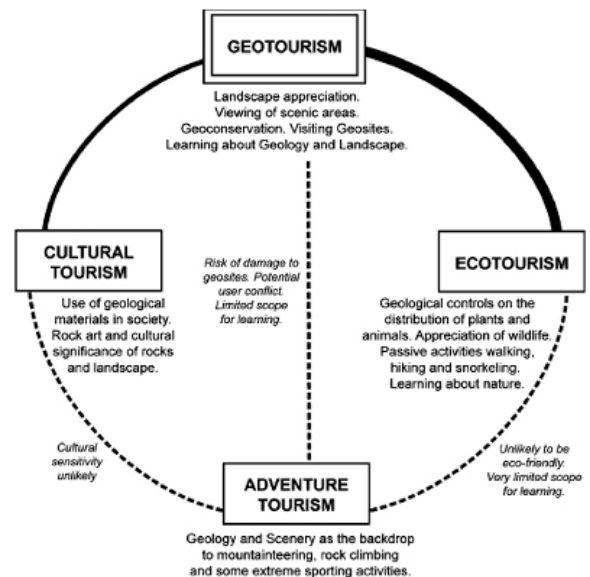 GEOTOURISM
Landscape appreciation.
Viewing of scenic areas.
Geoconservation. Visiting Geosites.
Learning about Geology and Landscape.
CULTURAL
TOURISM
Use of geological
materials in society.
Rock art and cultural
significance of rocks
and landscape.
Risk of damage to
geosites. Potential
user conflict.
Limited scope
for learning.
ECOTOURISM
Geological controls on the
distribution of plants and
animals. Appreciation of wildlife.
Passive activities walking,
hiking and snorkeling.
Learning about nature.
Cultural
sensitivity
unlikely
Unlikely to be
eco-friendly.
Very limited scope
for learning.
ADVENTURE
TOURISM
Geology and Scenery as the backdrop
to mountainteering, rock climbing
and some extreme sporting activities.